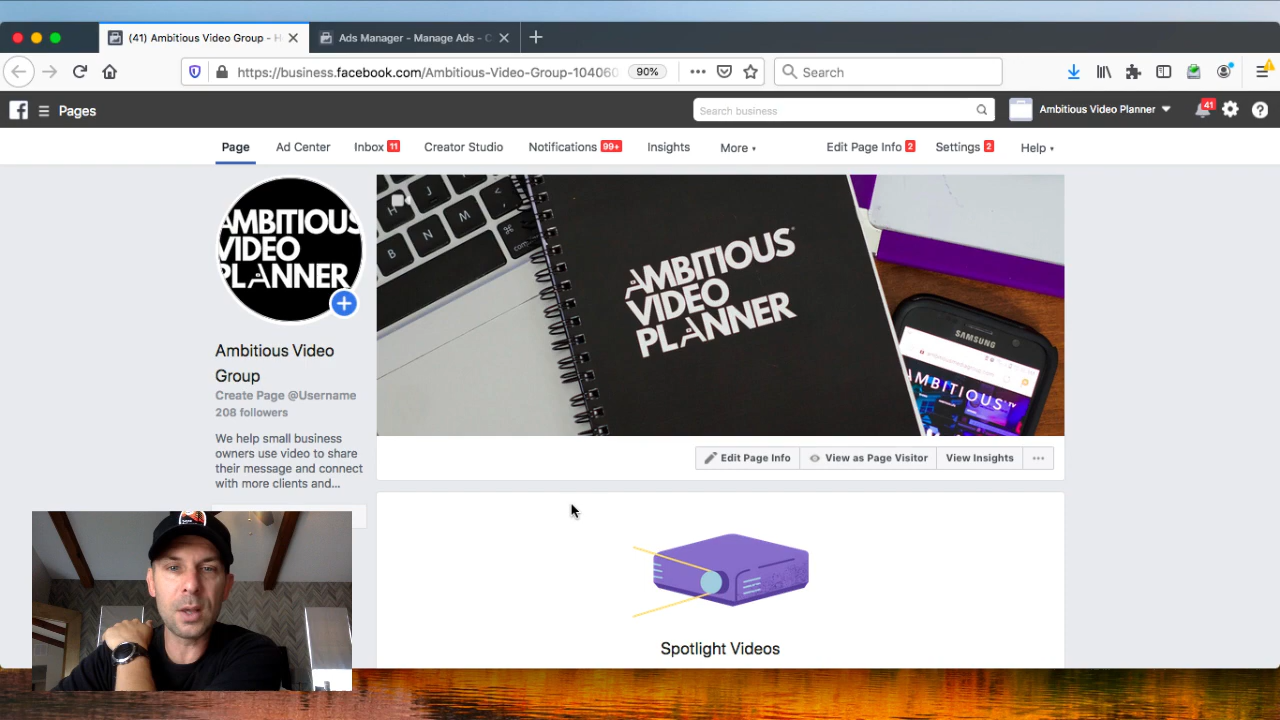 (41) Ambitious Video Group - H
Ads Manager - Manage Ads - C
https://business.facebook.com/Ambitious-Video-Group-104060
90%
Search
Pages
Search business
Ambitious Video Planner
41
Page
Ad Center
Inbox 11
Creator Studio
Notifications 99+
Insights
More
Edit Page Info 2
Settings 2
Help
AMBITIOUS
VIDEO
PLANNER
H
J
B
N
M
AMBITIOUS
VIDEO
PLANNER
SAMSUNG
AMBITIOUS
Ambitious Video
Group
Create Page @Username
208 followers
We help small business
owners use video to share
their message and connect
with more clients and...
Edit Page Info
View as Page Visitor
View Insights
Spotlight Videos